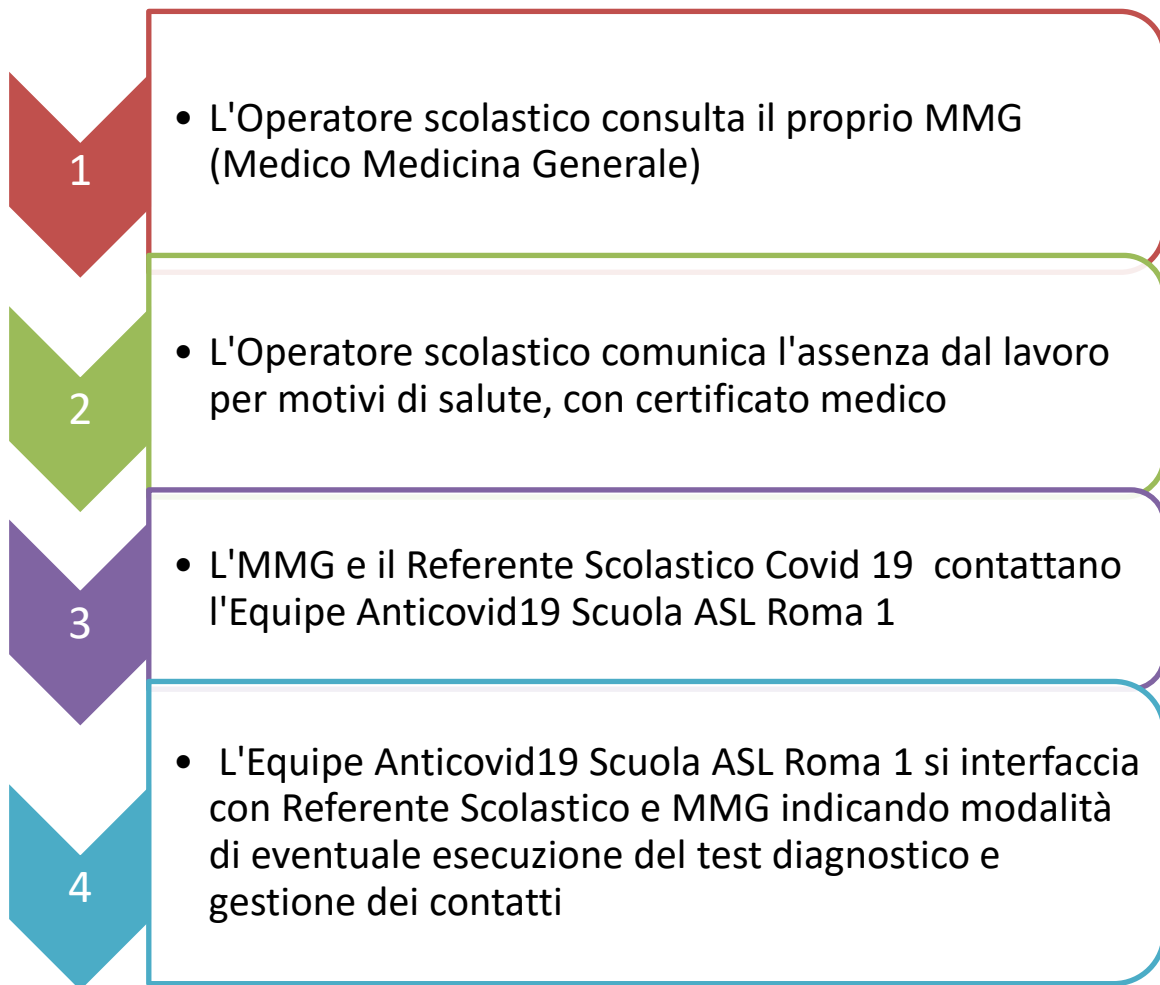 1
• L'Operatore scolastico consulta il proprio MMG
(Medico Medicina Generale)
2
• L'Operatore scolastico comunica l'assenza dal lavoro
per motivi di salute, con certificato medico
3
• L'MMG e il Referente Scolastico Covid 19  contattano
l'Equipe Anticovid19 Scuola ASL Roma 1
4
• L'Equipe Anticovid19 Scuola ASL Roma 1 si interfaccia
con Referente Scolastico e MMG indicando modalità
di eventuale esecuzione del test diagnostico e
gestione dei contatti